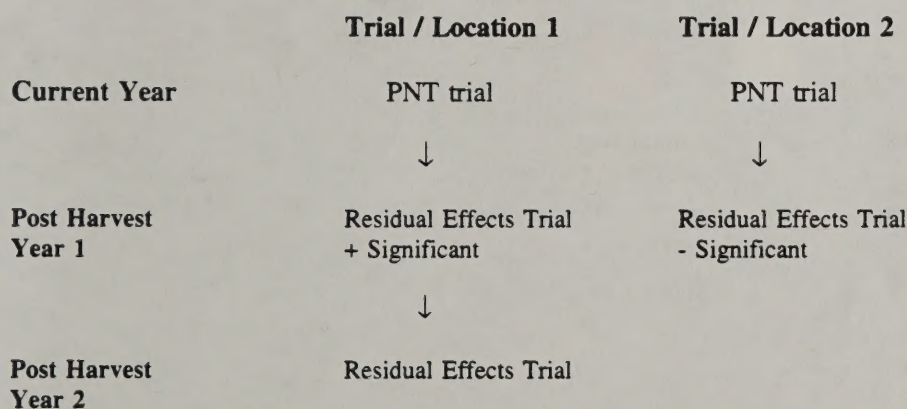 Trial / Location 1 Trial / Location 2
Current Year PNT trial PNT trial
↓ ↓
Post Harvest Residual Effects Trial Residual Effects Trial
Year 1 + Significant - Significant
↓
Post Harvest Residual Effects Trial
Year 2